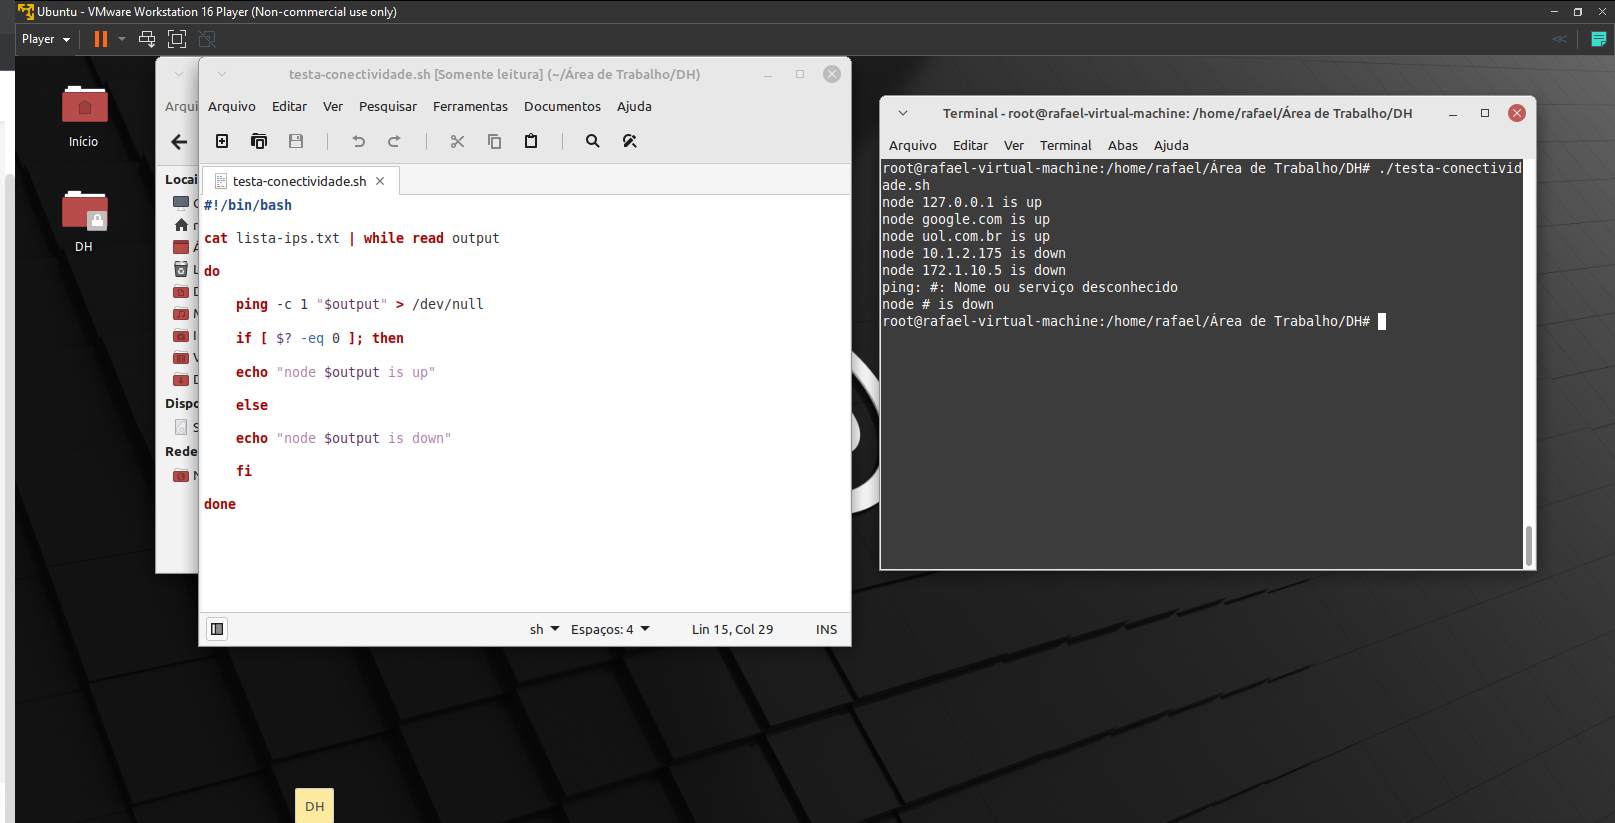 Ubuntu - VMware Workstation 16 Player (Non-commercial use only)
Player
Início
DH
Arqui
Locai
Dispo
Rede
testa-conectividade.sh [Somente leitura] (~/Área de Trabalho/DH)
Arquivo Editar Ver Pesquisar Ferramentas Documentos Ajuda
testa-conectividade.sh
#!/bin/bash
cat lista-ips.txt | while read output
do
ping -c 1 "$output" > /dev/null
if [ $? -eq 0 ]; then
echo "node $output is up"
else
echo "node $output is down"
fi
done
sh Espaços: 4 Lin 15, Col 29 INS
Terminal - root@rafael-virtual-machine: /home/rafael/Área de Trabalho/DH
Arquivo Editar Ver Terminal Abas Ajuda
root@rafael-virtual-machine:/home/rafael/Área de Trabalho/DH# ./testa-conectivid
ade.sh
node 127.0.0.1 is up
node google.com is up
node uol.com.br is up
node 10.1.2.175 is down
node 172.1.10.5 is down
ping: #: Nome ou serviço desconhecido
node # is down
root@rafael-virtual-machine:/home/rafael/Área de Trabalho/DH#
DH